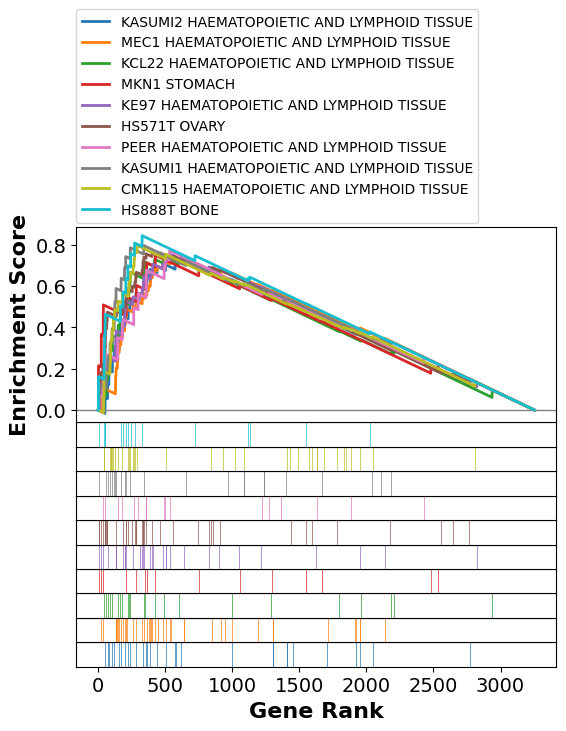 KASUMI2 HAEMATOPOIETIC AND LYMPHOID TISSUE
MEC1 HAEMATOPOIETIC AND LYMPHOID TISSUE
KCL22 HAEMATOPOIETIC AND LYMPHOID TISSUE
MKN1 STOMACH
KE97 HAEMATOPOIETIC AND LYMPHOID TISSUE
HS571T OVARY
PEER HAEMATOPOIETIC AND LYMPHOID TISSUE
KASUMI1 HAEMATOPOIETIC AND LYMPHOID TISSUE
CMK115 HAEMATOPOIETIC AND LYMPHOID TISSUE
HS888T BONE
Enrichment Score
0.8
0.6
0.4
0.2
0.0
0 500 1000 1500 2000 2500 3000
Gene Rank